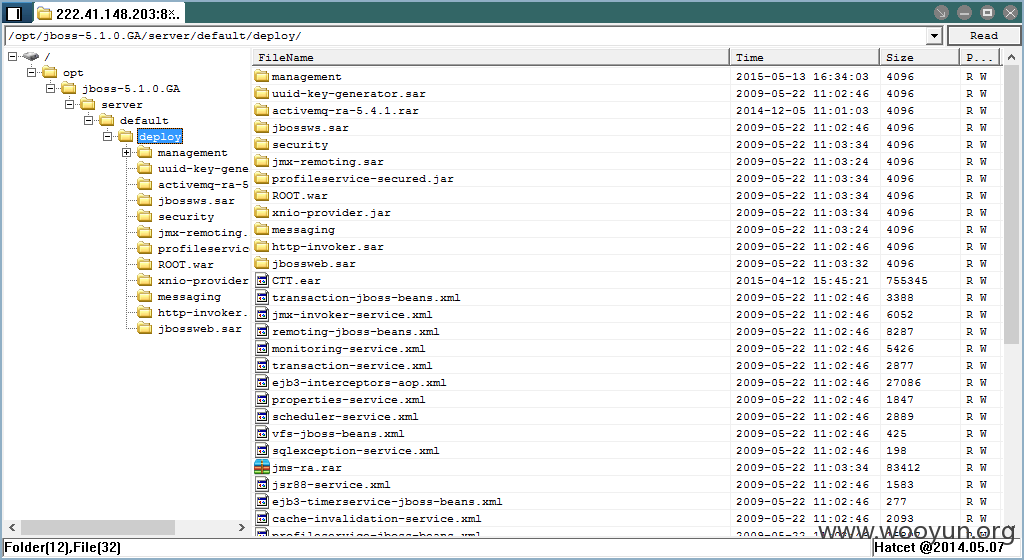 222.41.148.203:8
/opt/jboss-5.1.0.GA/server/default/deploy/
Read
/
opt
jboss-5.1.0.GA
server
default
deploy
management
uuid-key-gene
activemq-ra-5
jbossws.sar
security
jmx-remoting.
profileservic
ROOT.war
xnio-provider
messaging
http-invoker.
jbossweb.sar
FileName Time Size P...
management 2015-05-13 16:34:03 4096 R W
uuid-key-generator.sar 2009-05-22 11:02:46 4096 R W
activemq-ra-5.4.1.rar 2014-12-05 11:01:03 4096 R W
jbossws.sar 2009-05-22 11:02:46 4096 R W
security 2009-05-22 11:03:34 4096 R W
jmx-remoting.sar 2009-05-22 11:03:24 4096 R W
profileservice-secured.jar 2009-05-22 11:03:34 4096 R W
ROOT.war 2009-05-22 11:03:34 4096 R W
xnio-provider.jar 2009-05-22 11:03:34 4096 R W
messaging 2009-05-22 11:03:24 4096 R W
http-invoker.sar 2009-05-22 11:02:46 4096 R W
jbossweb.sar 2009-05-22 11:03:32 4096 R W
CTT.ear 2015-04-12 15:45:21 755345 R W
transaction-jboss-beans.xml 2009-05-22 11:02:46 3388 R W
jmx-invoker-service.xml 2009-05-22 11:02:46 6052 R W
remoting-jboss-beans.xml 2009-05-22 11:02:46 8287 R W
monitoring-service.xml 2009-05-22 11:02:46 5426 R W
transaction-service.xml 2009-05-22 11:02:46 2877 R W
ejb3-interceptors-aop.xml 2009-05-22 11:02:46 27086 R W
properties-service.xml 2009-05-22 11:02:46 1847 R W
scheduler-service.xml 2009-05-22 11:02:46 2889 R W
vfs-jboss-beans.xml 2009-05-22 11:02:46 425 R W
sqlexception-service.xml 2009-05-22 11:02:46 198 R W
jms-ra.rar 2009-05-22 11:03:34 83412 R W
jsr88-service.xml 2009-05-22 11:02:46 1583 R W
ejb3-timerservice-jboss-beans.xml 2009-05-22 11:02:46 277 R W
cache-invalidation-service.xml 2009-05-22 11:02:46 2093 R W
profileservice-jboss-beans.xml
www.wooyun.org
Folder(12),File(32)
Hatcet @2014.05.07